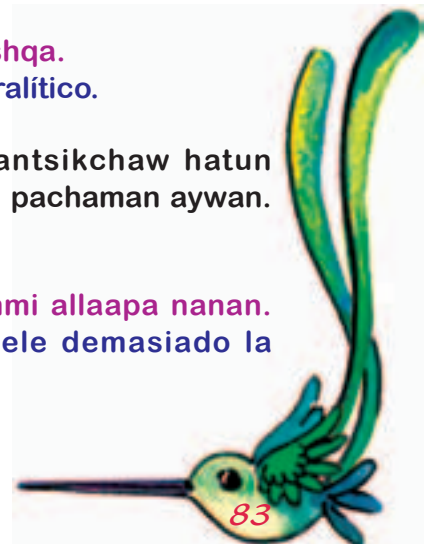 shqa.
ralítico.
antsikchaw hatun
pachaman aywan.
mi allaapa nanan.
ele demasiado la
83